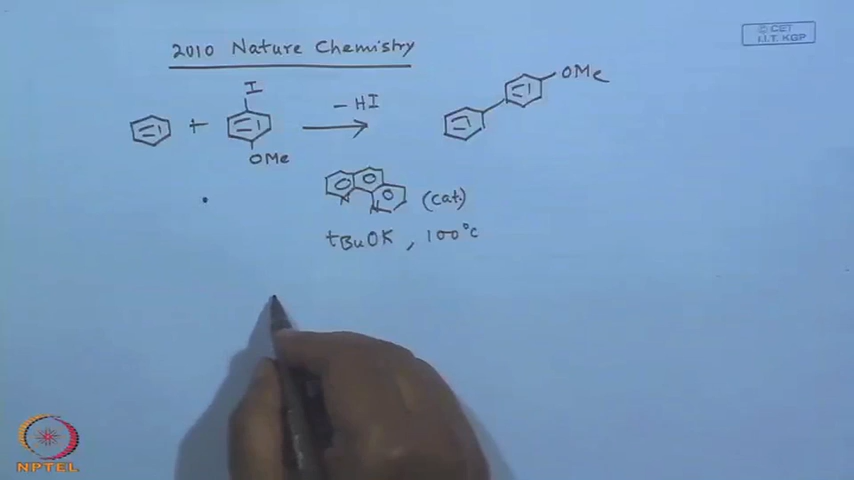 2010 Nature Chemistry
© CET
I.I.T. KGP
I
+
- HI
OMe
OMe
N
N
(cat.)
tBuOK , 100°C
NPTEL